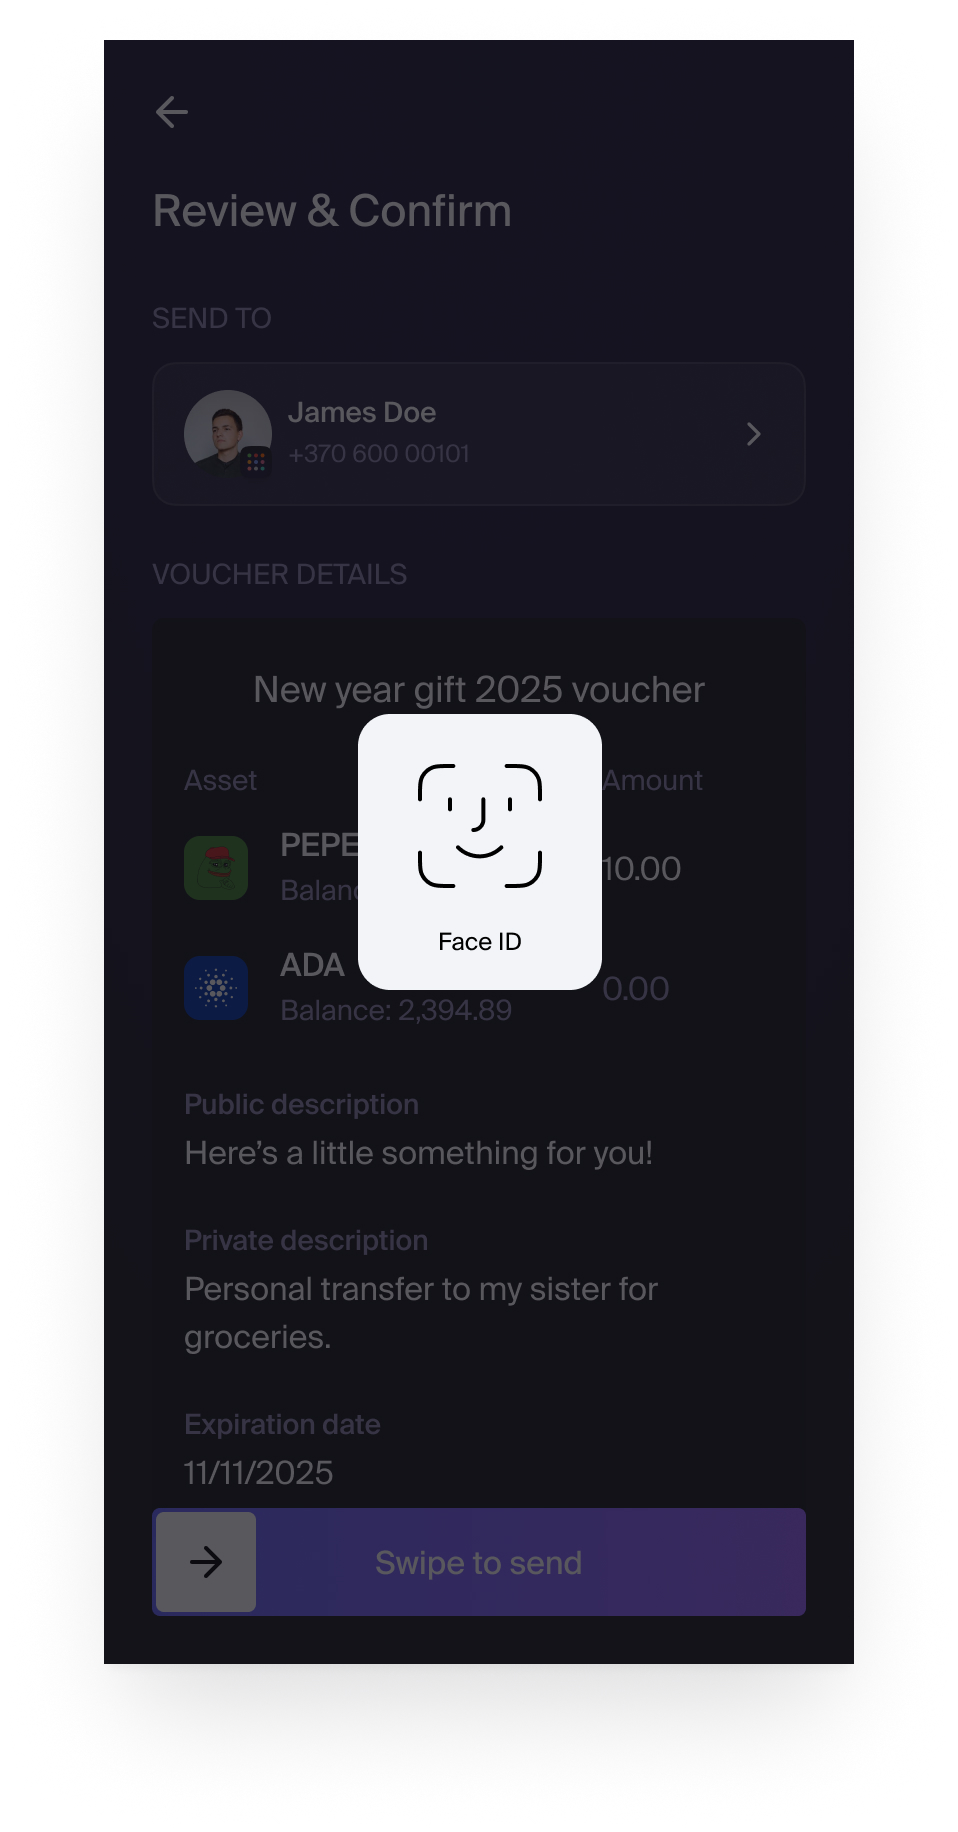 Review & Confirm
SEND TO
James Doe
+370 600 00101
VOUCHER DETAILS
New year gift 2025 voucher
Asset Amount
PEPE
10.00
ADA
Balance: 2,394.89
0.00
Face ID
Public description
Here’s a little something for you!
Private description
Personal transfer to my sister for
groceries.
Expiration date
11/11/2025
Swipe to send